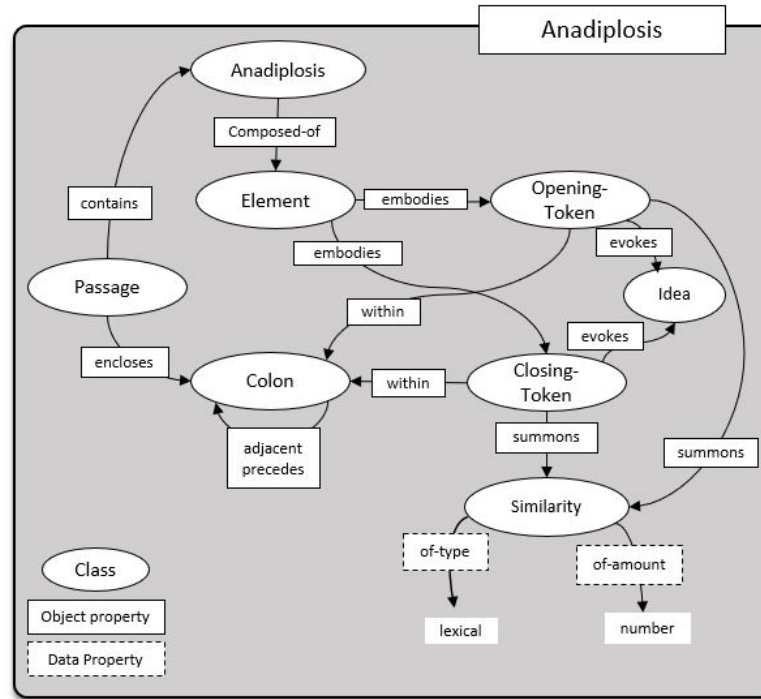 Anadiplosis
Anadiplosis
Composed-of
Element
embodies
Opening-
Token
contains
embodies
evokes
Passage
Idea
within
evokes
encloses
Colon
within
Closing-
Token
adjacent
precedes
summons
summons
Similarity
of-type
of-amount
Class
Object property
lexical
number
Data Property